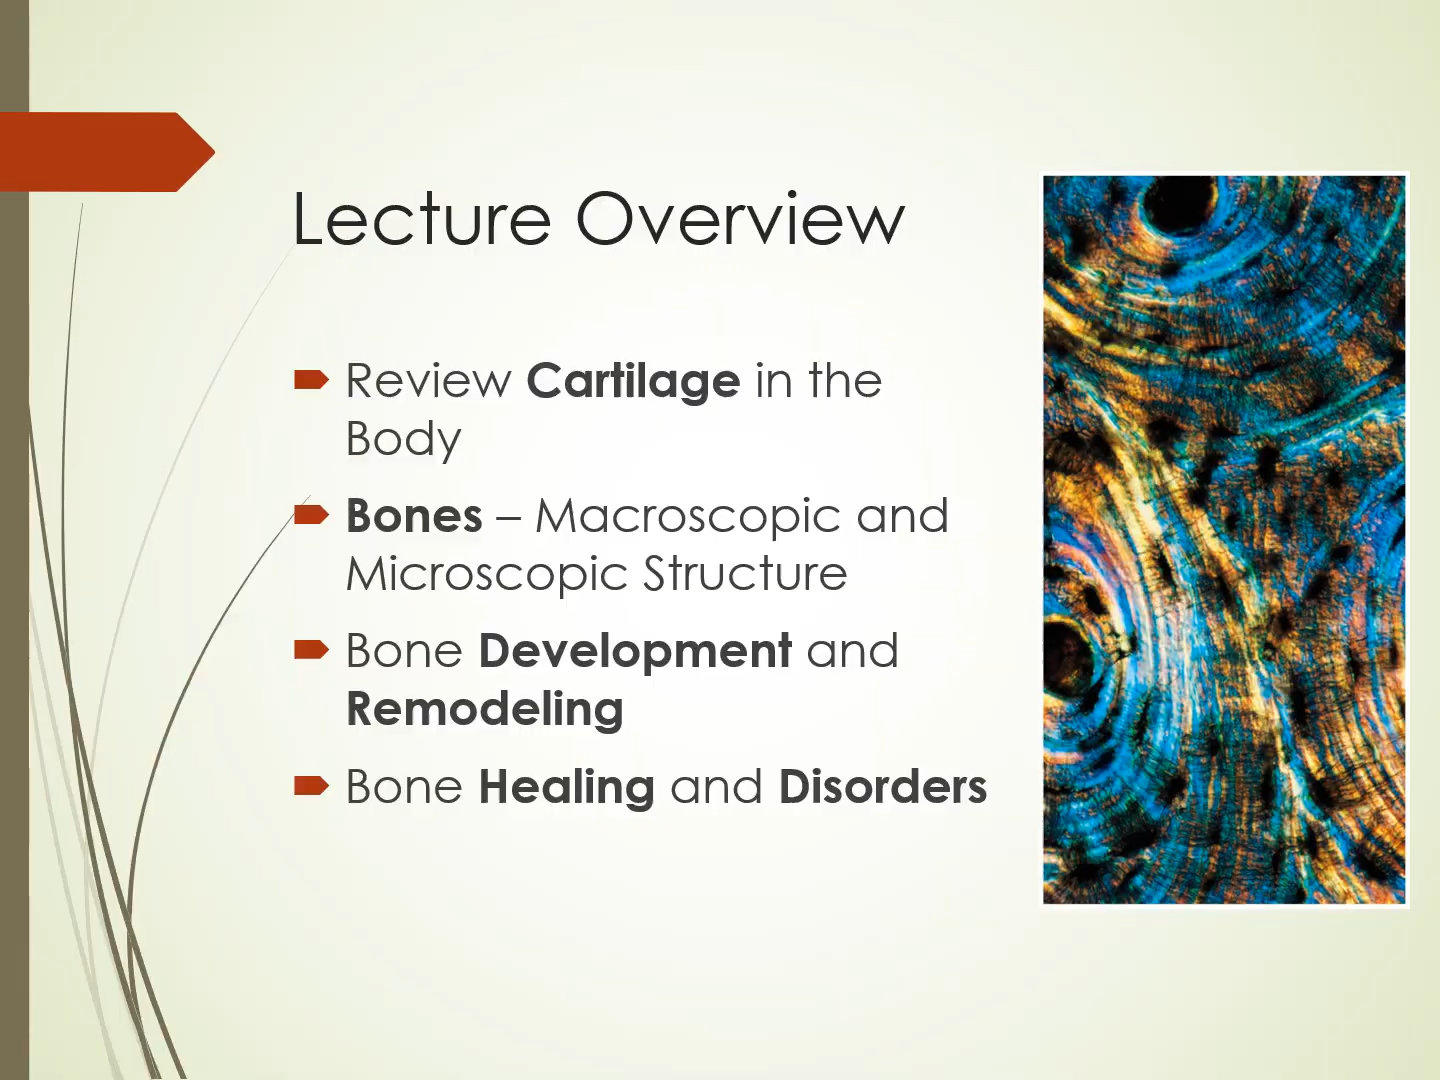 Lecture Overview
Review Cartilage in the
Body
Bones – Macroscopic and
Microscopic Structure
Bone Development and
Remodeling
Bone Healing and Disorders